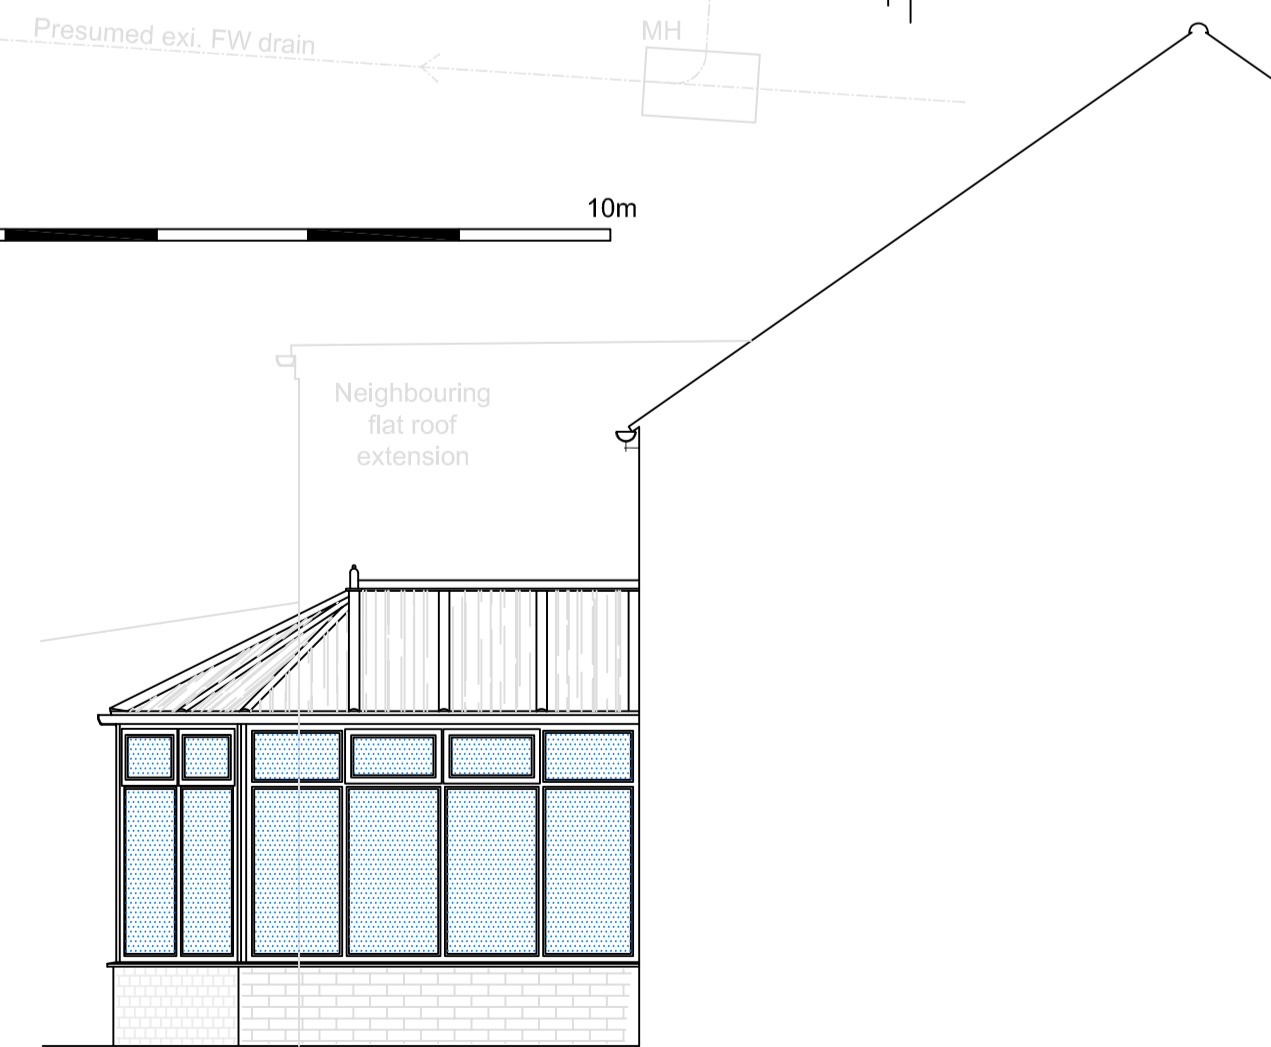 Presumed exi. FW drain
MH
10m
Neighbouring
flat roof
extension